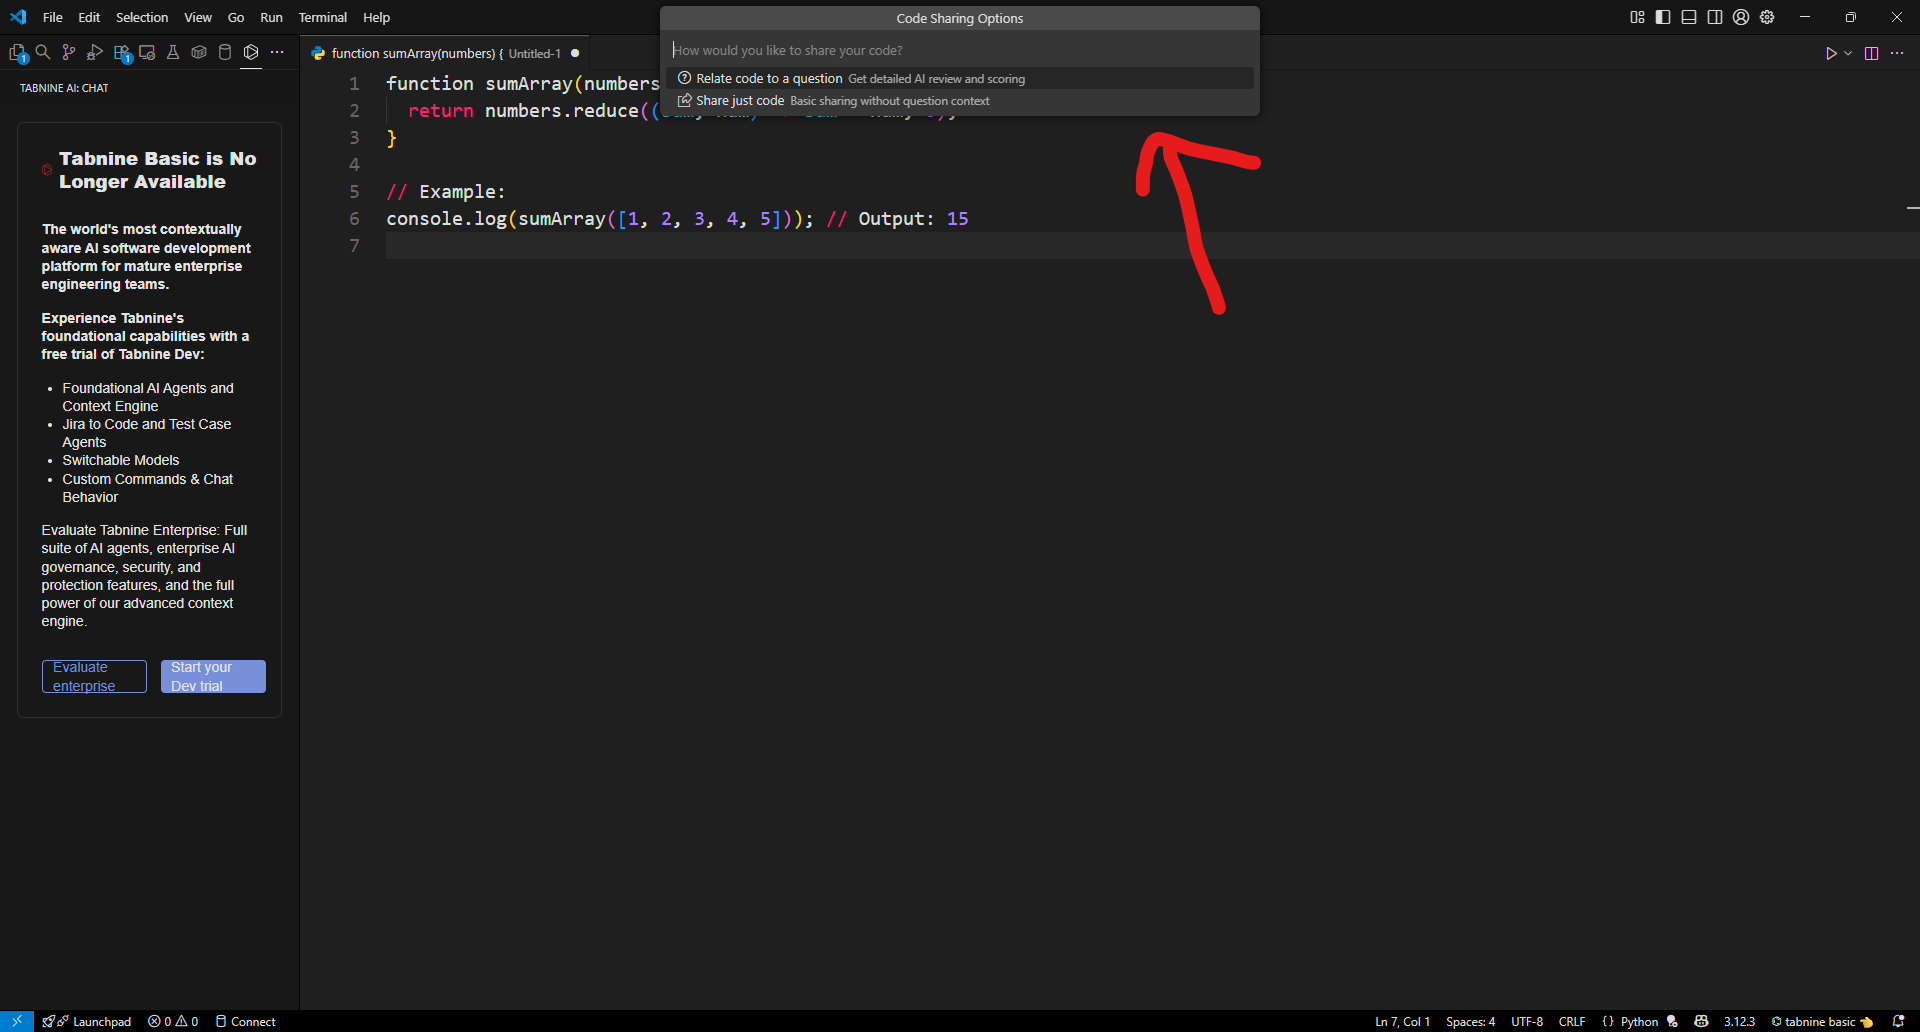 File Edit Selection View Go Run Terminal Help
Code Sharing Options
How would you like to share your code?
Relate code to a question Get detailed AI review and scoring
Share just code Basic sharing without question context
1
1
function sumArray(numbers) { Untitled-1
TABNINE AI: CHAT
Tabnine Basic is No
Longer Available
The world's most contextually
aware AI software development
platform for mature enterprise
engineering teams.
Experience Tabnine's
foundational capabilities with a
free trial of Tabnine Dev:
• Foundational AI Agents and
Context Engine
• Jira to Code and Test Case
Agents
• Switchable Models
• Custom Commands & Chat
Behavior
Evaluate Tabnine Enterprise: Full
suite of AI agents, enterprise AI
governance, security, and
protection features, and the full
power of our advanced context
engine.
Evaluate
enterprise
Start your
Dev trial
1 function sumArray(numbers
2 return numbers.reduce((
3 }
4
5 // Example:
6 console.log(sumArray([1, 2, 3, 4, 5])); // Output: 15
7
Launchpad 0 0 Connect
Ln 7, Col 1 Spaces: 4 UTF-8 CRLF {} Python 3.12.3 tabnine basic